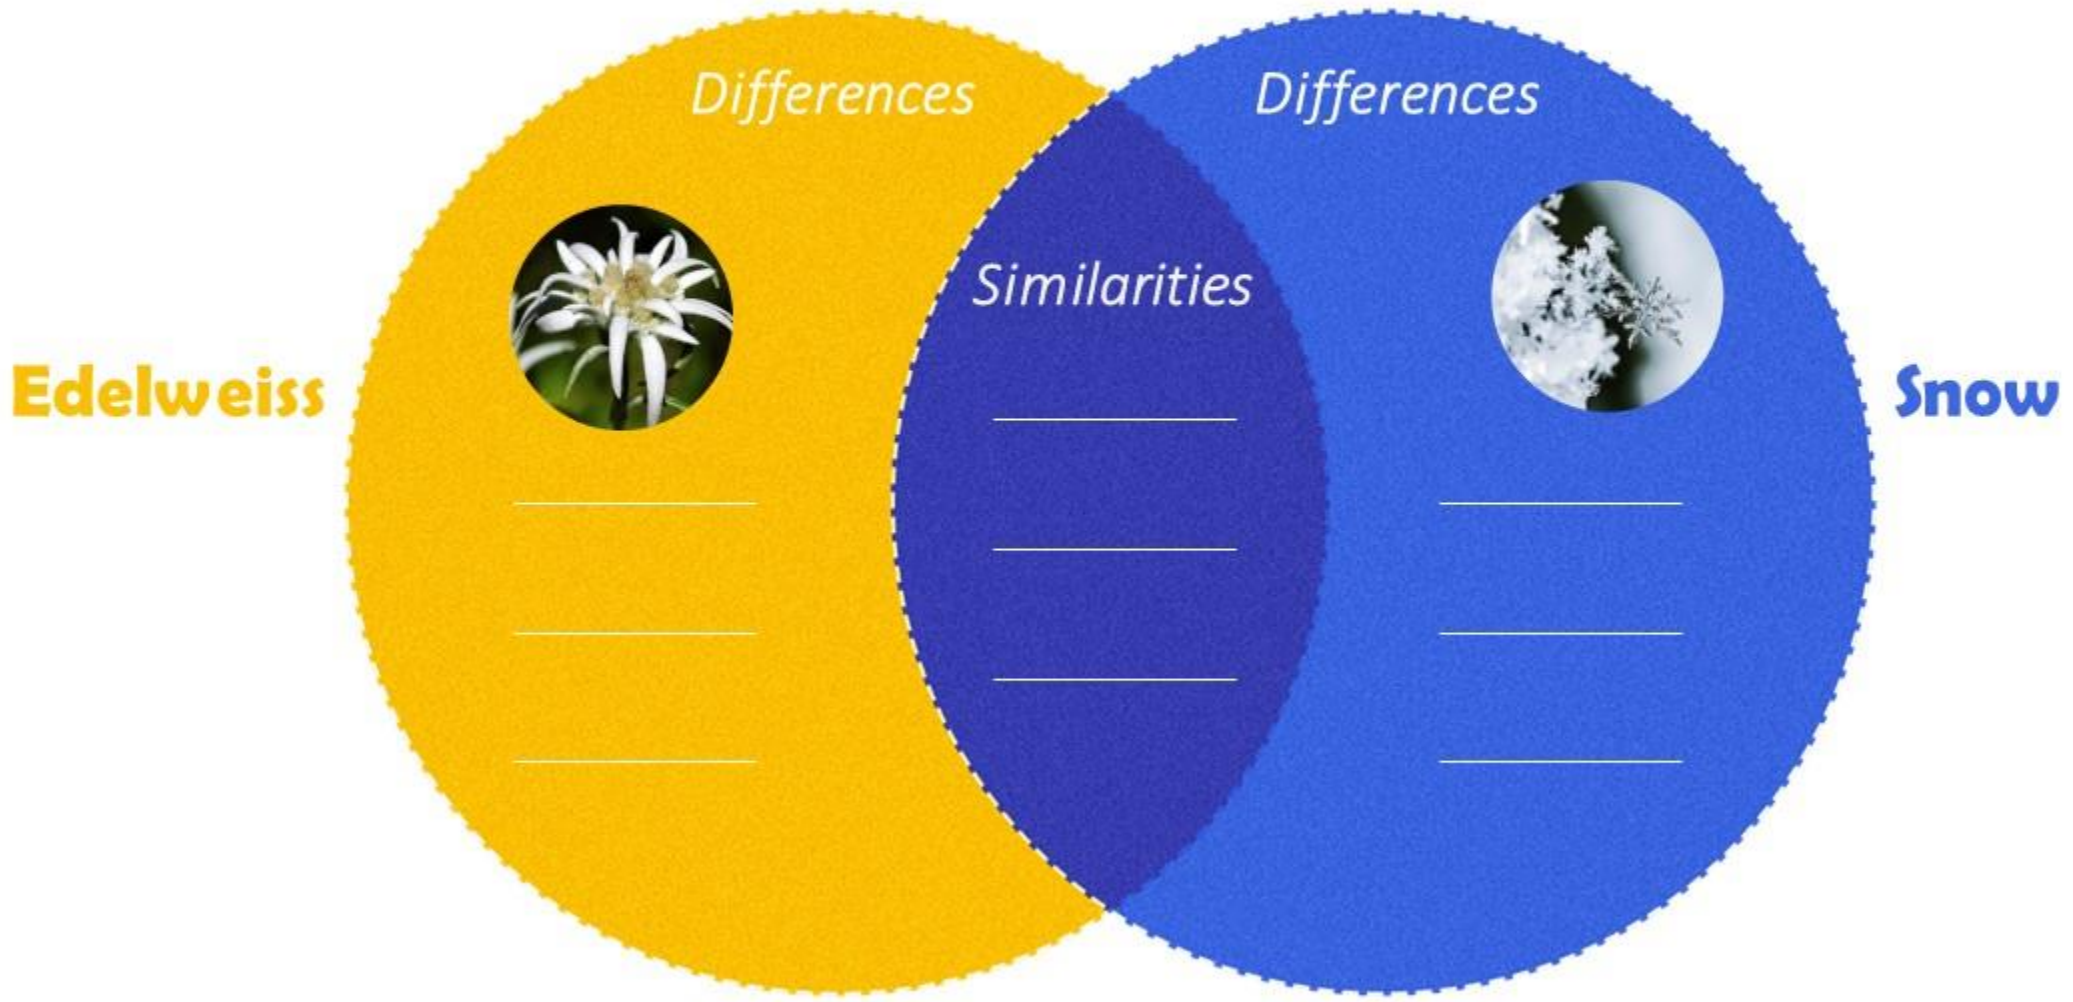 Differences
Differences
Similarities
Edelweiss
Snow